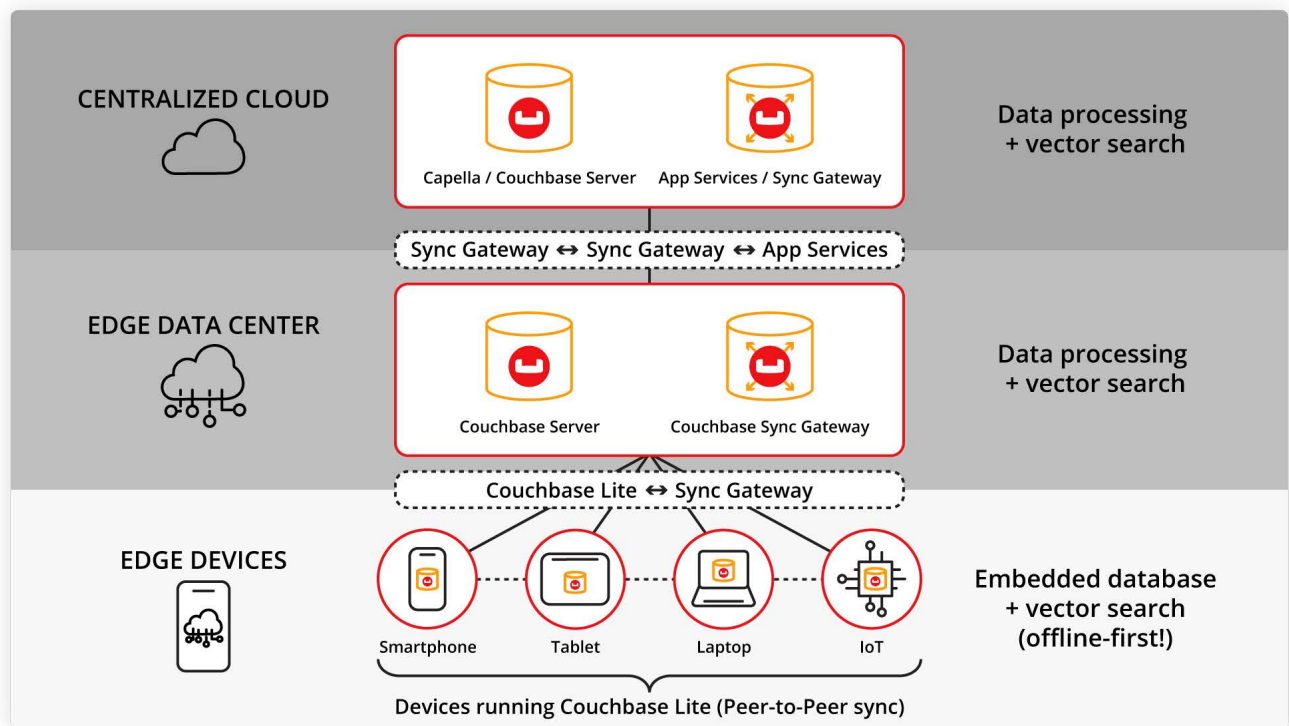 CENTRALIZED CLOUD
Capella / Couchbase Server
App Services / Sync Gateway
Data processing
+ vector search
Sync Gateway ↔ Sync Gateway ↔ App Services
EDGE DATA CENTER
Couchbase Server
Couchbase Sync Gateway
Data processing
+ vector search
Couchbase Lite ↔ Sync Gateway
EDGE DEVICES
Smartphone
Tablet
Laptop
IoT
Embedded database
+ vector search
(offline-first!)
Devices running Couchbase Lite (Peer-to-Peer sync)